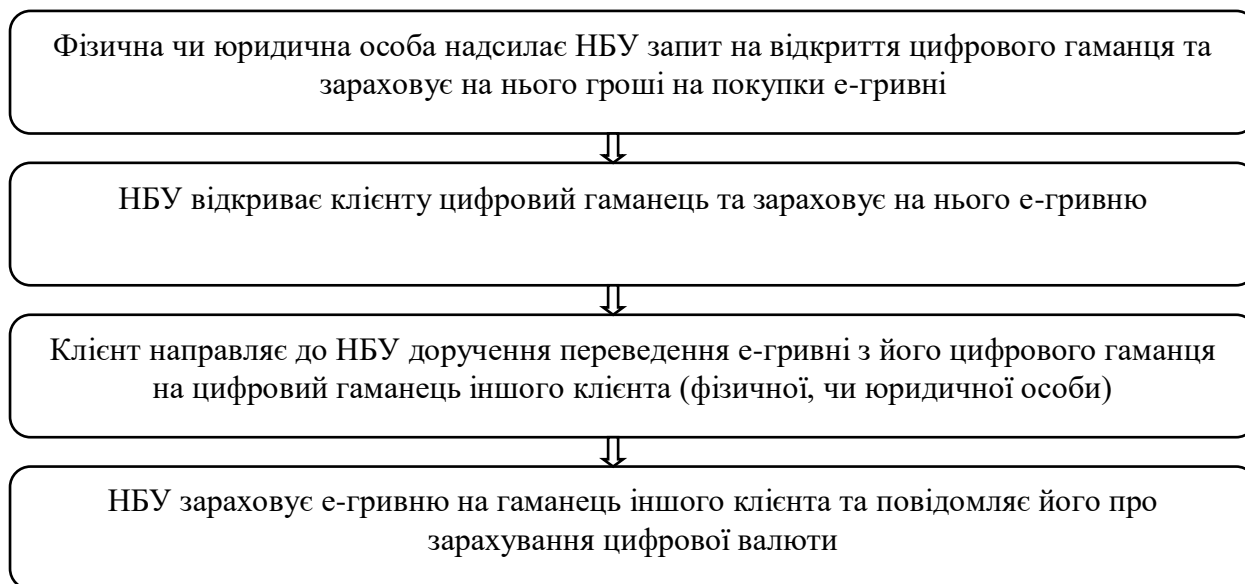 Фізична чи юридична особа надсилає НБУ запит на відкриття цифрового гаманця та
зараховує на нього гроші на покупки е-гривні
НБУ відкриває клієнту цифровий гаманець та зараховує на нього е-гривню
Клієнт направляє до НБУ доручення переведення е-гривні з його цифрового гаманця
на цифровий гаманець іншого клієнта (фізичної, чи юридичної особи)
НБУ зараховує е-гривню на гаманець іншого клієнта та повідомляє його про
зарахування цифрової валюти